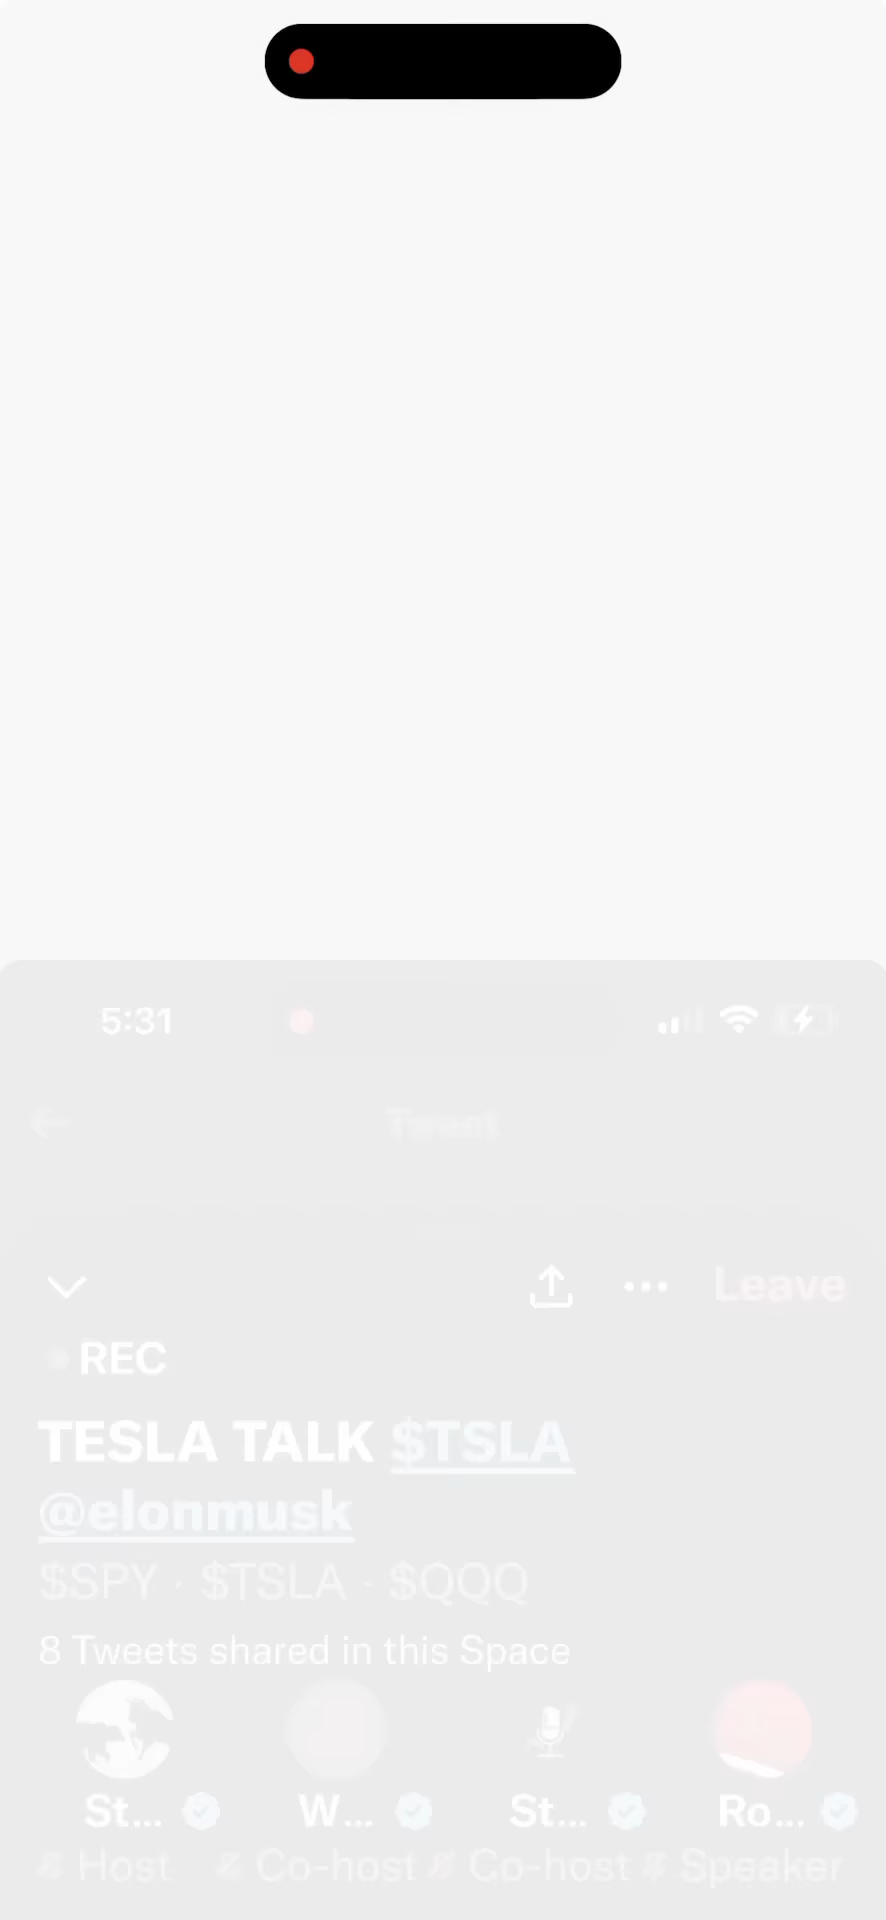 5:31
Tweet
Leave
REC
TESLA TALK $TSLA
@elonmusk
$SPY · $TSLA · $QQQ
8 Tweets shared in this Space
St... W... St... Ro...
Host Co-host Co-host Speaker